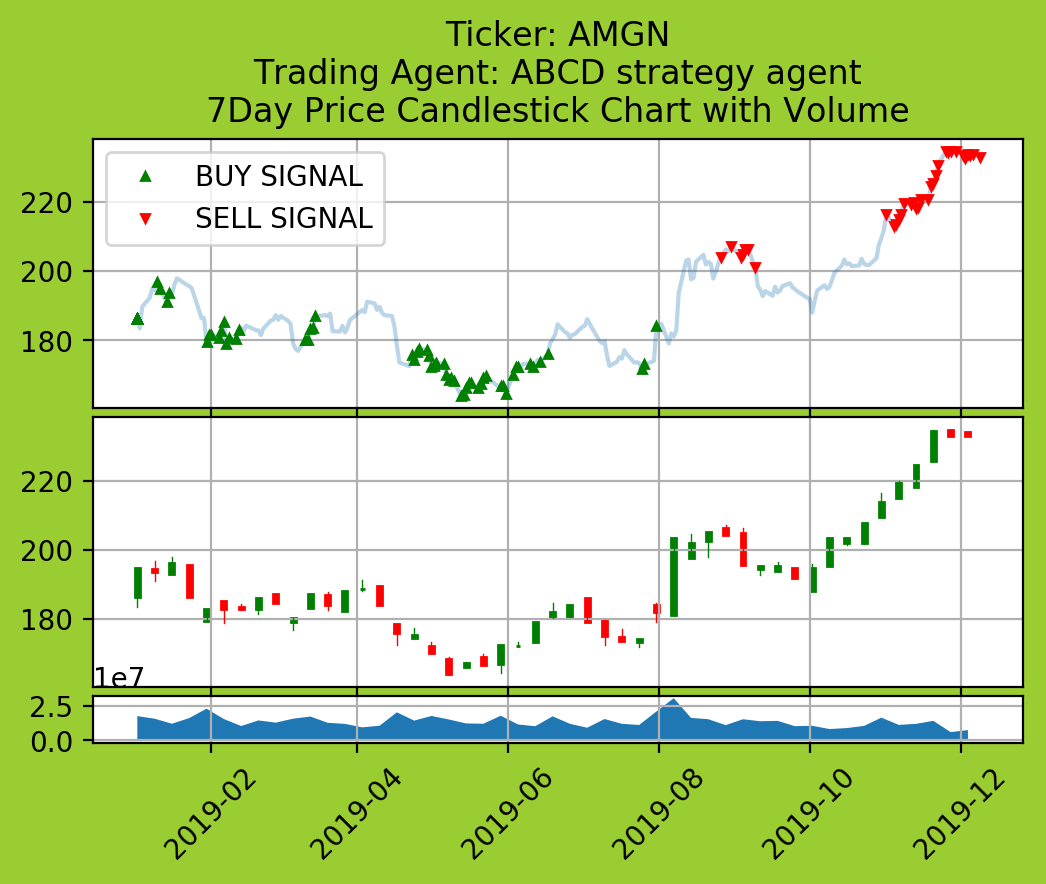 Ticker: AMGN
Trading Agent: ABCD strategy agent
7Day Price Candlestick Chart with Volume
BUY SIGNAL
SELL SIGNAL
220
200
180
220
200
180
1e7
2.5
0.0
2019-02
2019-04
2019-06
2019-08
2019-10
2019-12